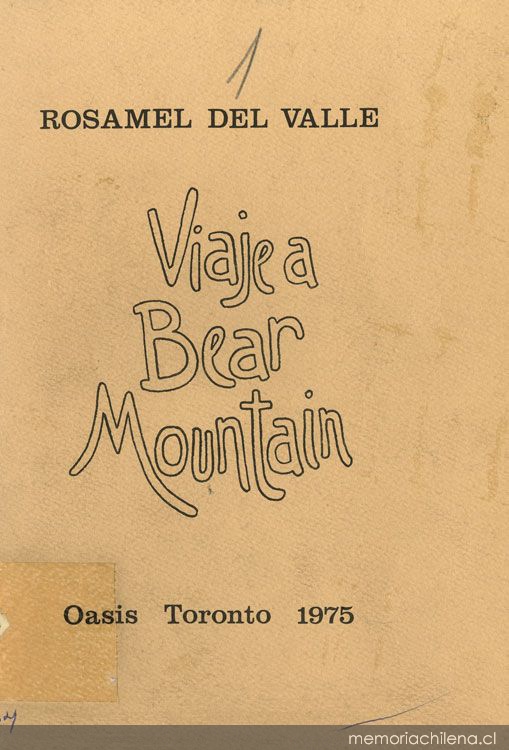 1
ROSAMEL DEL VALLE
Viaje a
Bear
Mountain
Oasis Toronto 1975
memoriachilena.cl